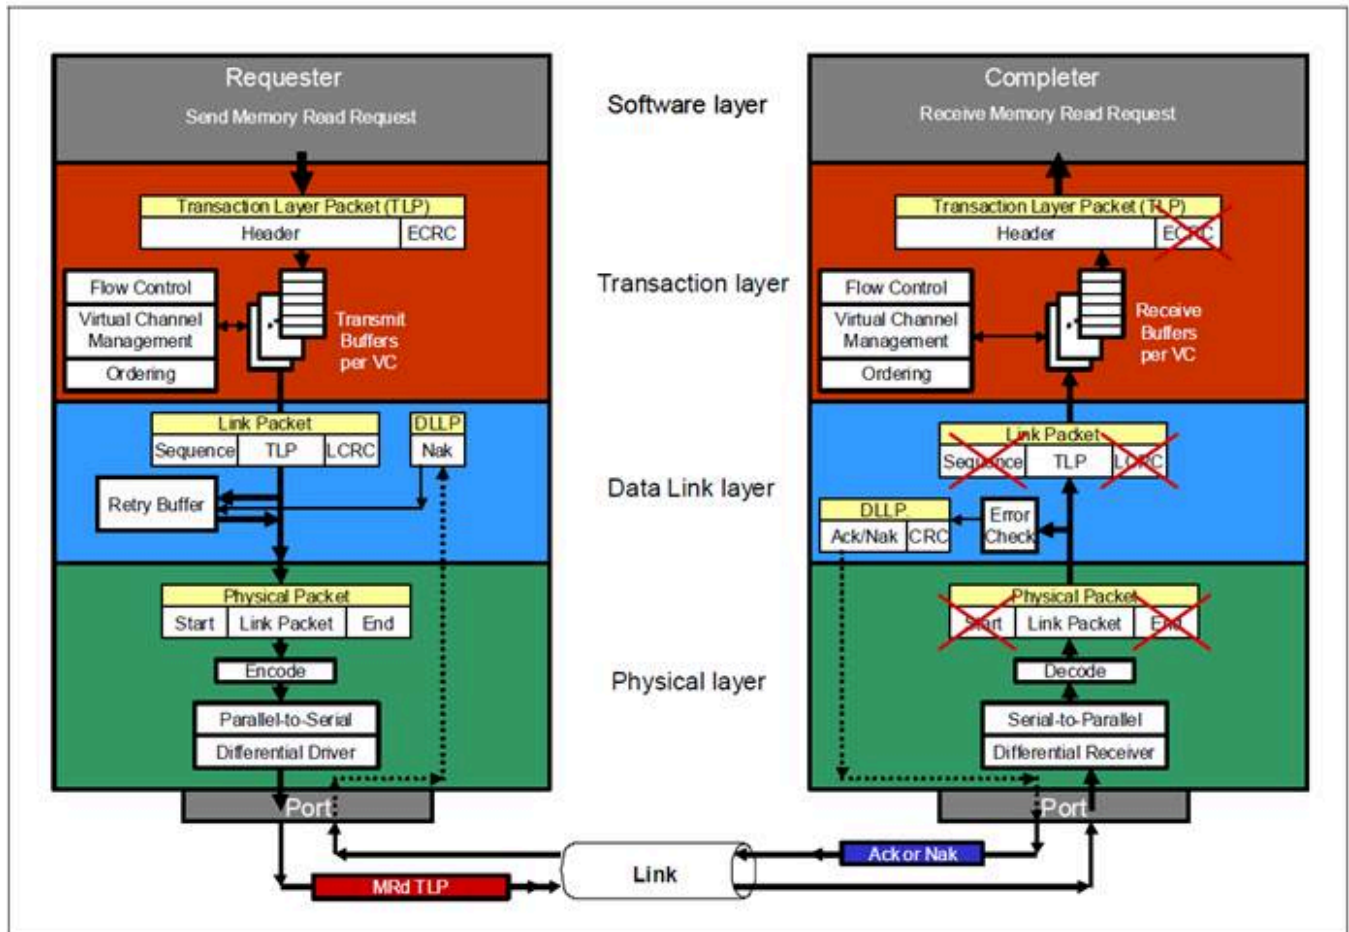 Requester
Send Memory Read Request
Transaction Layer Packet (TLP)
Header
ECRC
Flow Control
Virtual Channel
Management
Ordering
Transmit
Buffers
per VC
Link Packet
Sequence
TLP
LCRC
DLLP
Nak
Retry Buffer
Physical Packet
Start
Link Packet
End
Encode
Parallel-to-Serial
Differential Driver
Port
Software layer
Transaction layer
Data Link layer
Physical layer
Completer
Receive Memory Read Request
Transaction Layer Packet (TLP)
Header
ECRC
Flow Control
Virtual Channel
Management
Ordering
Receive
Buffers
per VC
Link Packet
Sequence
TLP
LCRC
DLLP
Ack/Nak
CRC
Error
Check
Physical Packet
Start
Link Packet
End
Decode
Serial-to-Parallel
Differential Receiver
Port
Ack or Nak
Link
MRd TLP